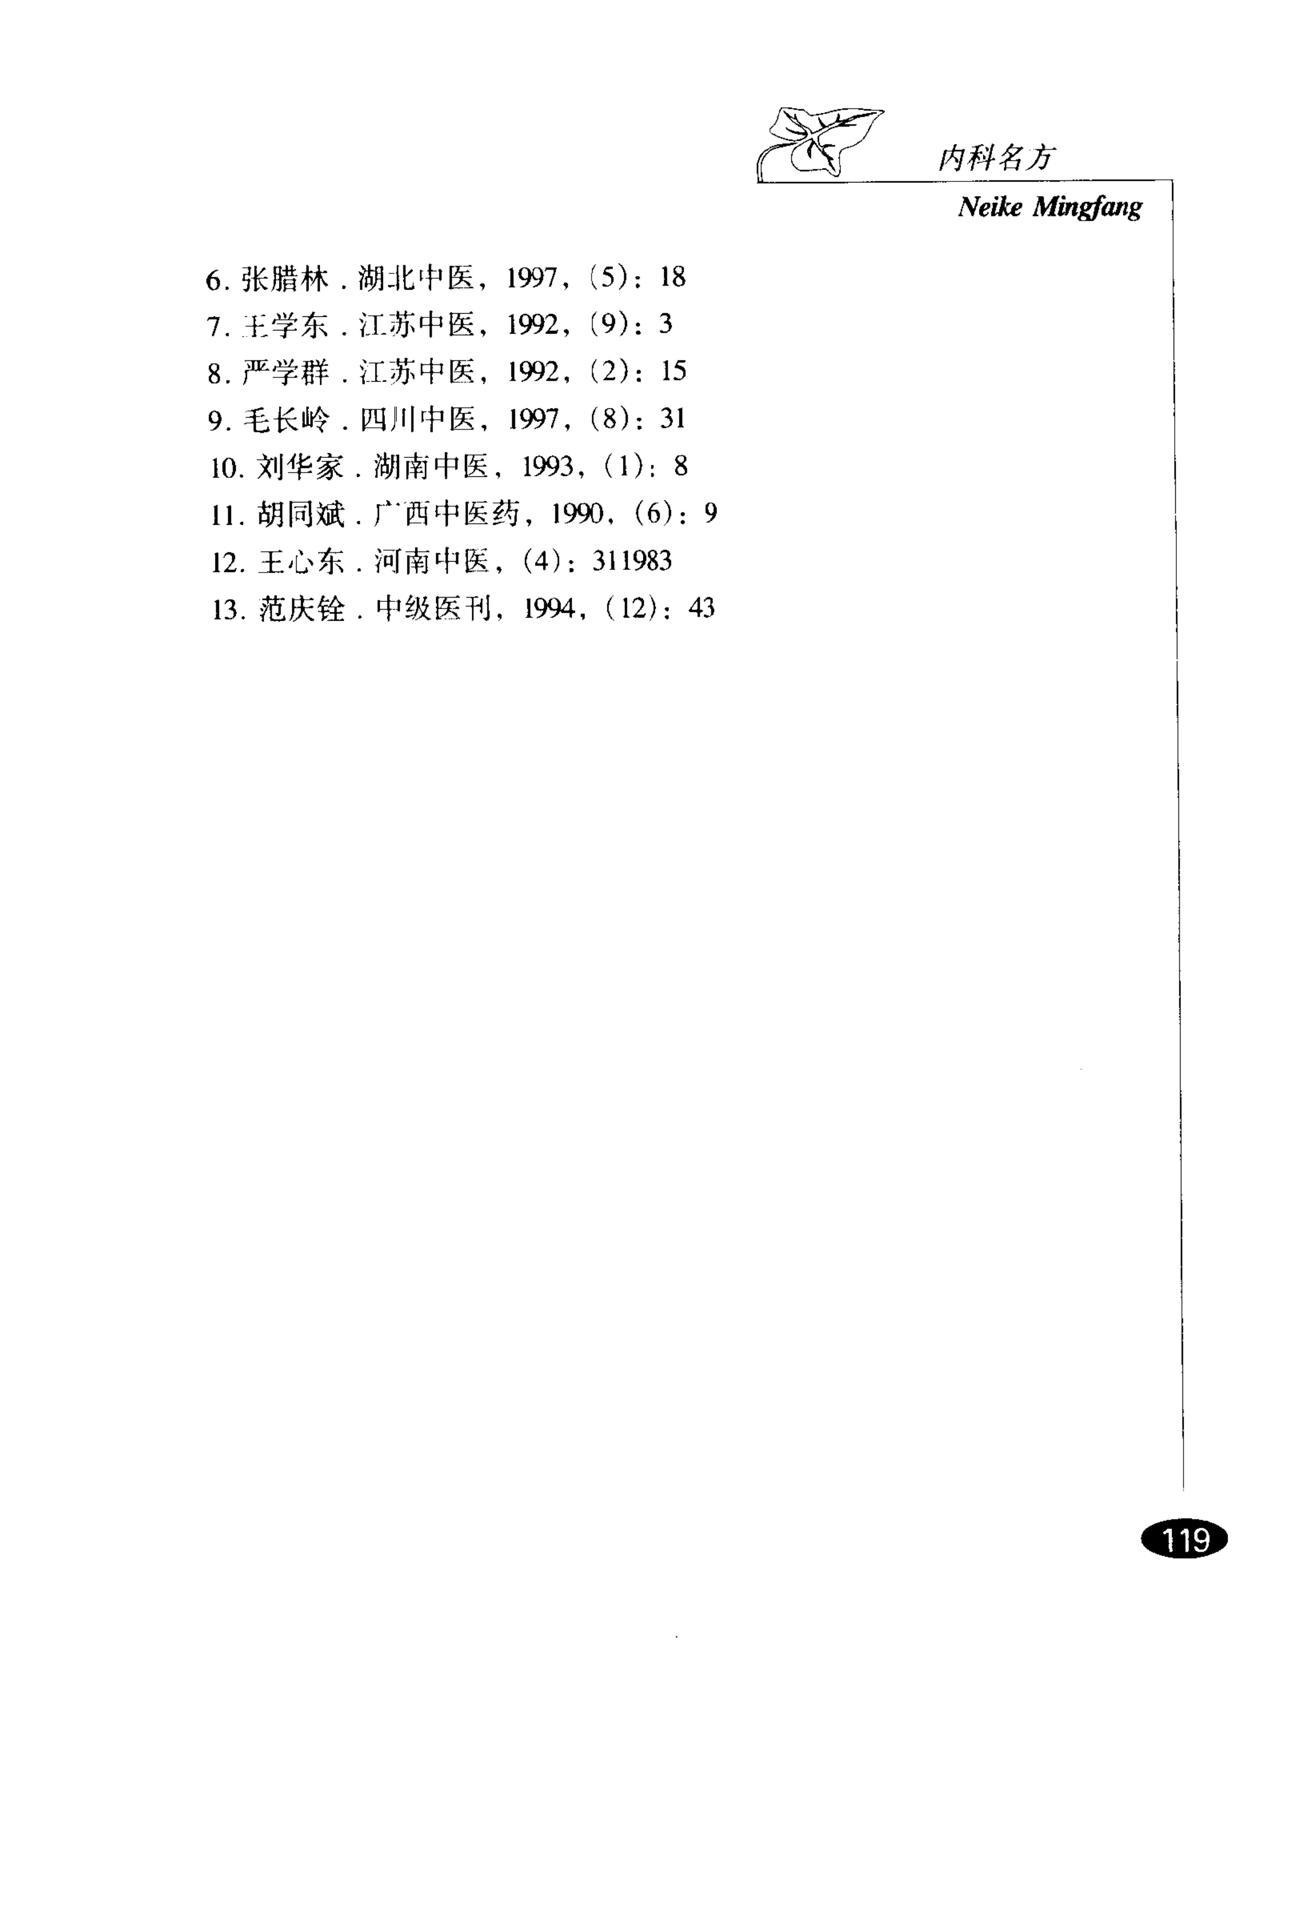 内科名方
Neike Mingfang
6. 张腊林．湖北中医，1997，（5）：18
7. 王学东．江苏中医，1992，（9）：3
8. 严学群．江苏中医，1992，（2）：15
9. 毛长岭．四川中医，1997，（8）：31
10. 刘华家．湖南中医，1993，（1）：8
11. 胡同斌．广西中医药，1990，（6）：9
12. 王心东．河南中医，（4）：311983
13. 范庆铨．中级医刊，1994，（12）：43
119